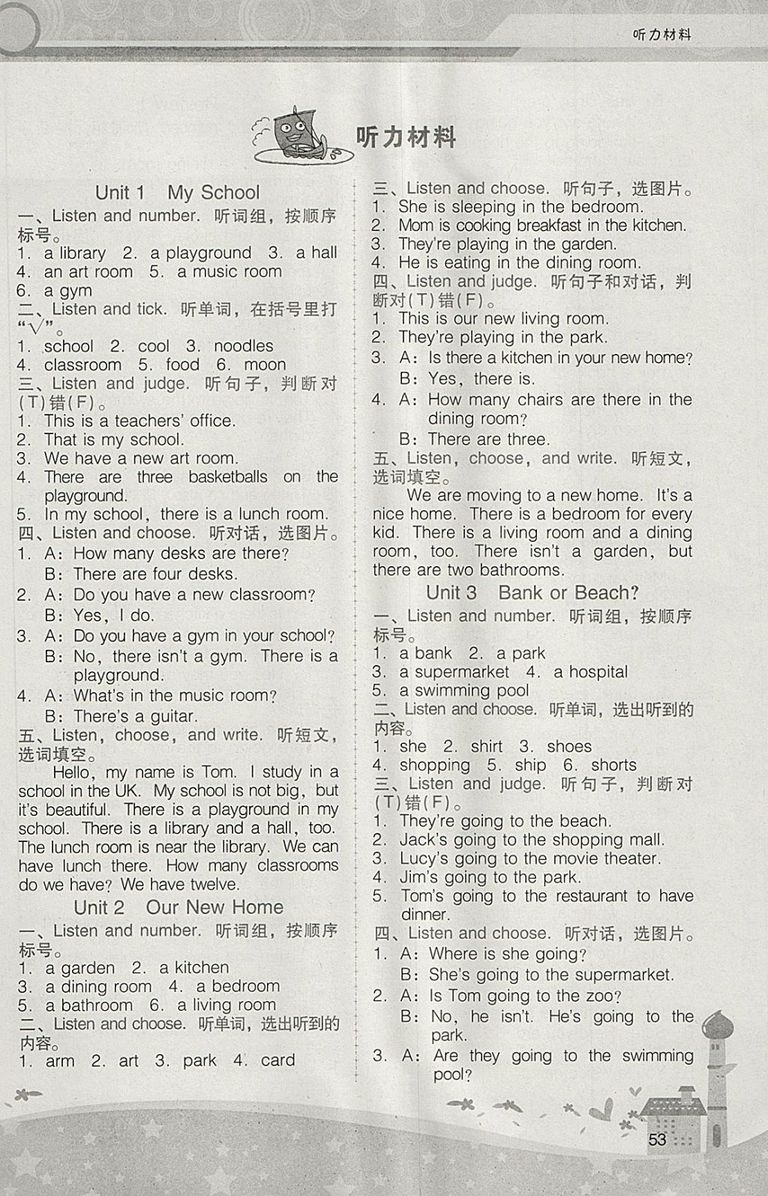 听力材料
听力材料
Unit 1 My School
一、Listen and number. 听词组，按顺序
标号。
1. a library 2. a playground 3. a hall
4. an art room 5. a music room
6. a gym
二、Listen and tick. 听单词，在括号里打
“√”。
1. school 2. cool 3. noodles
4. classroom 5. food 6. moon
三、Listen and judge. 听句子，判断对
(T)错(F)。
1. This is a teachers' office.
2. That is my school.
3. We have a new art room.
4. There are three basketballs on the
playground.
5. In my school, there is a lunch room.
四、Listen and choose. 听对话，选图片。
1. A: How many desks are there?
B: There are four desks.
2. A: Do you have a new classroom?
B: Yes, I do.
3. A: Do you have a gym in your school?
B: No, there isn't a gym. There is a
playground.
4. A: What's in the music room?
B: There's a guitar.
五、Listen, choose, and write. 听短文，
选词填空。
Hello, my name is Tom. I study in a
school in the UK. My school is not big, but
it's beautiful. There is a playground in my
school. There is a library and a hall, too.
The lunch room is near the library. We can
have lunch there. How many classrooms
do we have? We have twelve.
Unit 2 Our New Home
一、Listen and number. 听词组，按顺序
标号。
1. a garden 2. a kitchen
3. a dining room 4. a bedroom
5. a bathroom 6. a living room
二、Listen and choose. 听单词，选出听到的
内容。
1. arm 2. art 3. park 4. card
三、Listen and choose. 听句子，选图片。
1. She is sleeping in the bedroom.
2. Mom is cooking breakfast in the kitchen.
3. They're playing in the garden.
4. He is eating in the dining room.
四、Listen and judge. 听句子和对话，判
断对(T)错(F)。
1. This is our new living room.
2. They're playing in the park.
3. A: Is there a kitchen in your new home?
B: Yes, there is.
4. A: How many chairs are there in the
dining room?
B: There are three.
五、Listen, choose, and write. 听短文，
选词填空。
We are moving to a new home. It's a
nice home. There is a bedroom for every
kid. There is a living room and a dining
room, too. There isn't a garden, but
there are two bathrooms.
Unit 3 Bank or Beach?
一、Listen and number. 听词组，按顺序
标号。
1. a bank 2. a park
3. a supermarket 4. a hospital
5. a swimming pool
二、Listen and choose. 听单词，选出听到的
内容。
1. she 2. shirt 3. shoes
4. shopping 5. ship 6. shorts
三、Listen and judge. 听句子，判断对
(T)错(F)。
1. They're going to the beach.
2. Jack's going to the shopping mall.
3. Lucy's going to the movie theater.
4. Jim's going to the park.
5. Tom's going to the restaurant to have
dinner.
四、Listen and choose. 听对话，选图片。
1. A: Where is she going?
B: She's going to the supermarket.
2. A: Is Tom going to the zoo?
B: No, he isn't. He's going to the
park.
3. A: Are they going to the swimming
pool?
53